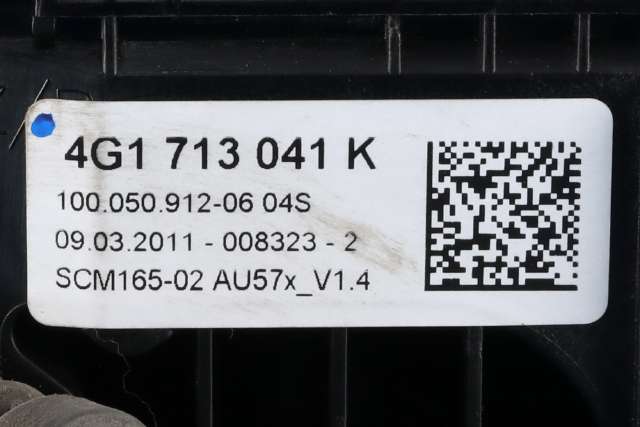 4G1 713 041 K
100.050.912-06 04S
09.03.2011 - 008323 - 2
SCM165-02 AU57x_V1.4